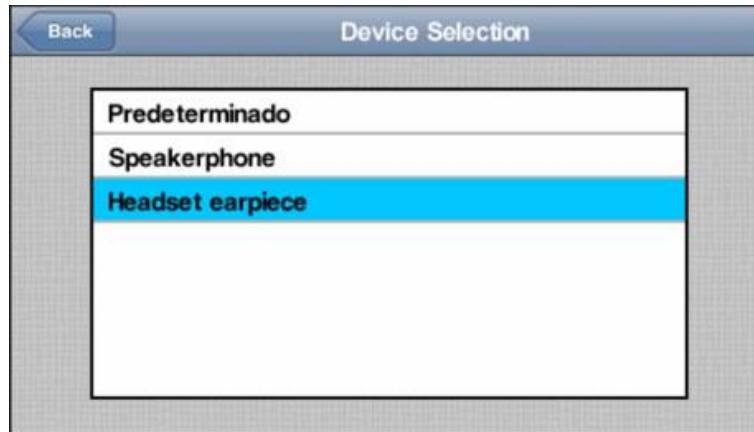 Back
Device Selection
Predeterminado
Speakerphone
Headset earpiece